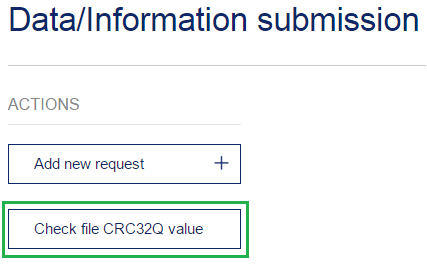 Data/Information submission
ACTIONS
Add new request
Check file CRC32Q value